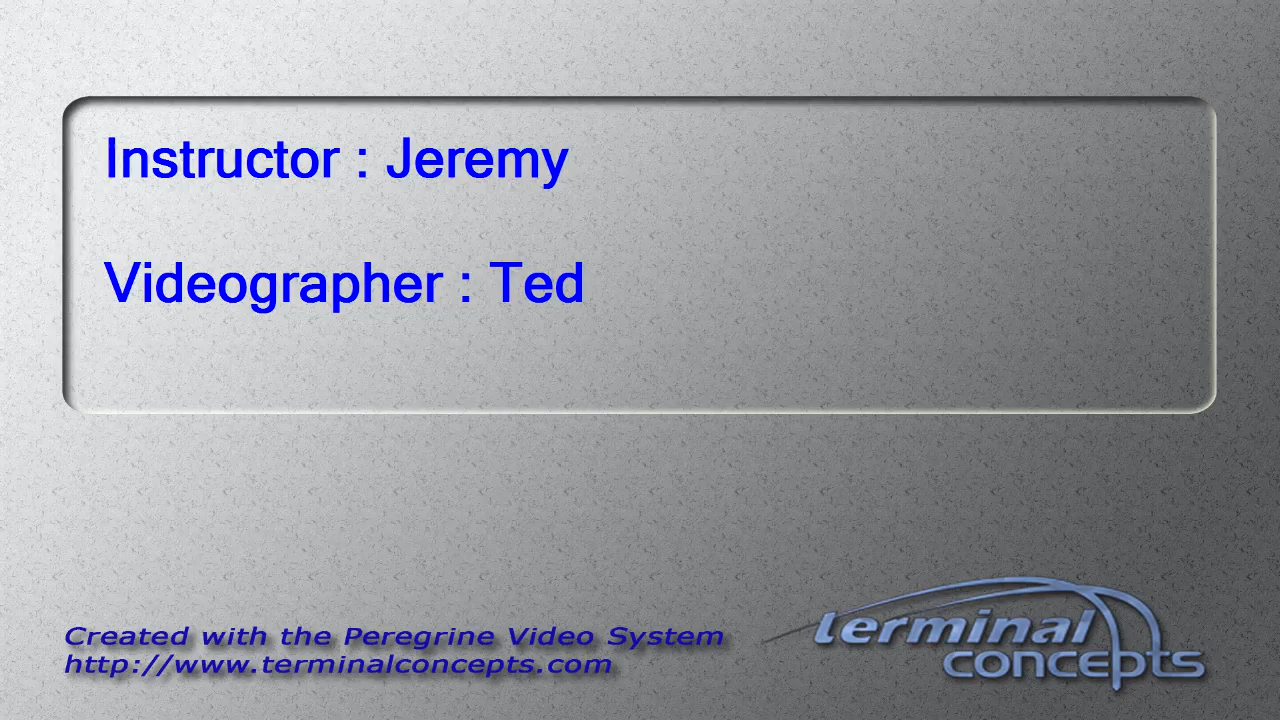 Instructor : Jeremy
Videographer : Ted
Created with the Peregrine Video System
http://www.terminalconcepts.com
terminal
concepts